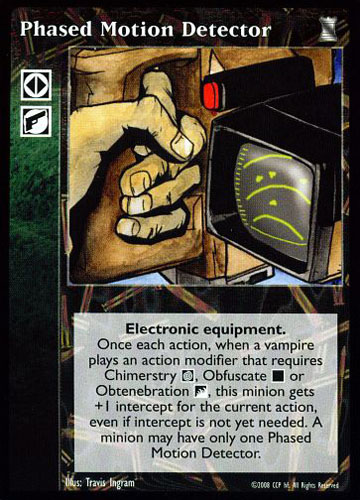 Phased Motion Detector
Electronic equipment.
Once each action, when a vampire
plays an action modifier that requires
Chimerstry, Obfuscate or
Obtenebration, this minion gets
+1 intercept for the current action,
even if intercept is not yet needed. A
minion may have only one Phased
Motion Detector.
Illus: Travis Ingram
©2008 CCP hf. All Rights Reserved